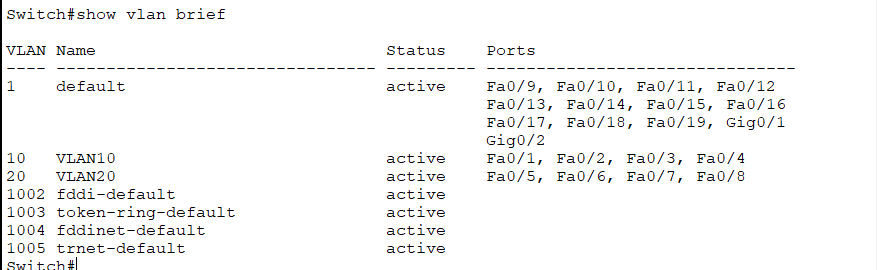 Switch#show vlan brief
VLAN Name                             Status    Ports
---- -------------------------------- --------- -------------------------------
1    default                          active    Fa0/9, Fa0/10, Fa0/11, Fa0/12
                                                Fa0/13, Fa0/14, Fa0/15, Fa0/16
                                                Fa0/17, Fa0/18, Fa0/19, Gig0/1
                                                Gig0/2
10   VLAN10                           active    Fa0/1, Fa0/2, Fa0/3, Fa0/4
20   VLAN20                           active    Fa0/5, Fa0/6, Fa0/7, Fa0/8
1002 fddi-default                     active
1003 token-ring-default               active
1004 fddinet-default                  active
1005 trnet-default                    active
Switch#